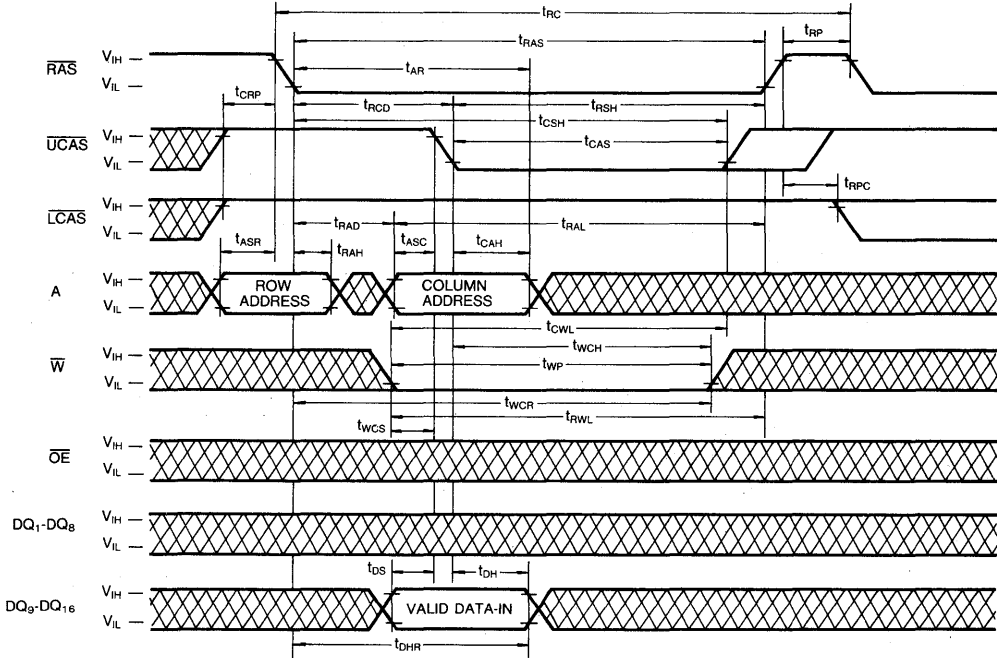 tRC
tRAS
tRP
tAR
RAS
VIH
VIL
tCRP
tRCD
tRSH
tCSH
UCAS
VIH
VIL
tCAS
tRPC
LCAS
VIH
VIL
tRAD
tRAL
tASR
tRAH
tASC
tCAH
A
VIH
VIL
ROW ADDRESS
COLUMN ADDRESS
tCWL
tWCH
W
VIH
VIL
tWP
tWCR
tRWL
tWCS
OE
VIH
VIL
DQ1-DQ8
VIH
VIL
tDS
tDH
DQ9-DQ16
VIH
VIL
VALID DATA-IN
tDHR